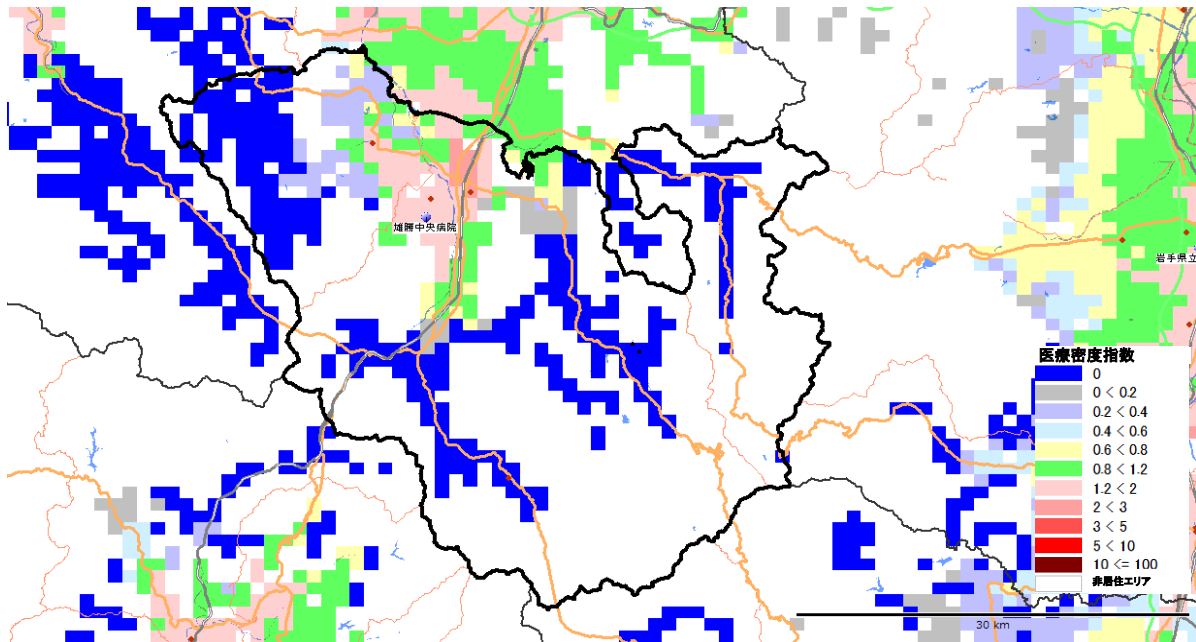 雄勝中央病院
岩手県立
医療密度指数
0
0 < 0.2
0.2 < 0.4
0.4 < 0.6
0.6 < 0.8
0.8 < 1.2
1.2 < 2
2 < 3
3 < 5
5 < 10
10 <= 100
非居住エリア
30 km